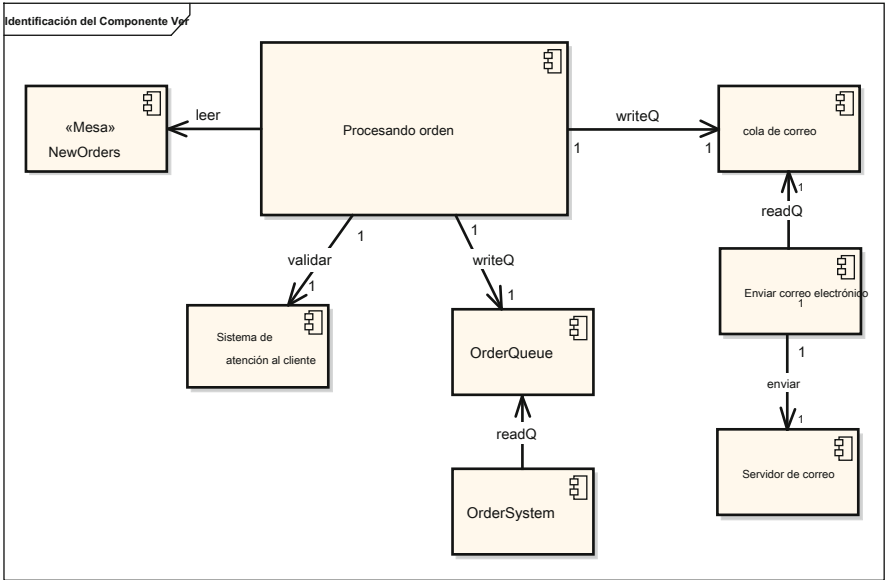 Identificación del Componente Ver
«Mesa»
NewOrders
leer
Procesando orden
writeQ
1
1
cola de correo
1
readQ
Enviar correo electrónico
1
1
enviar
1
Servidor de correo
1
validar
1
Sistema de
atención al cliente
1
writeQ
1
OrderQueue
readQ
OrderSystem